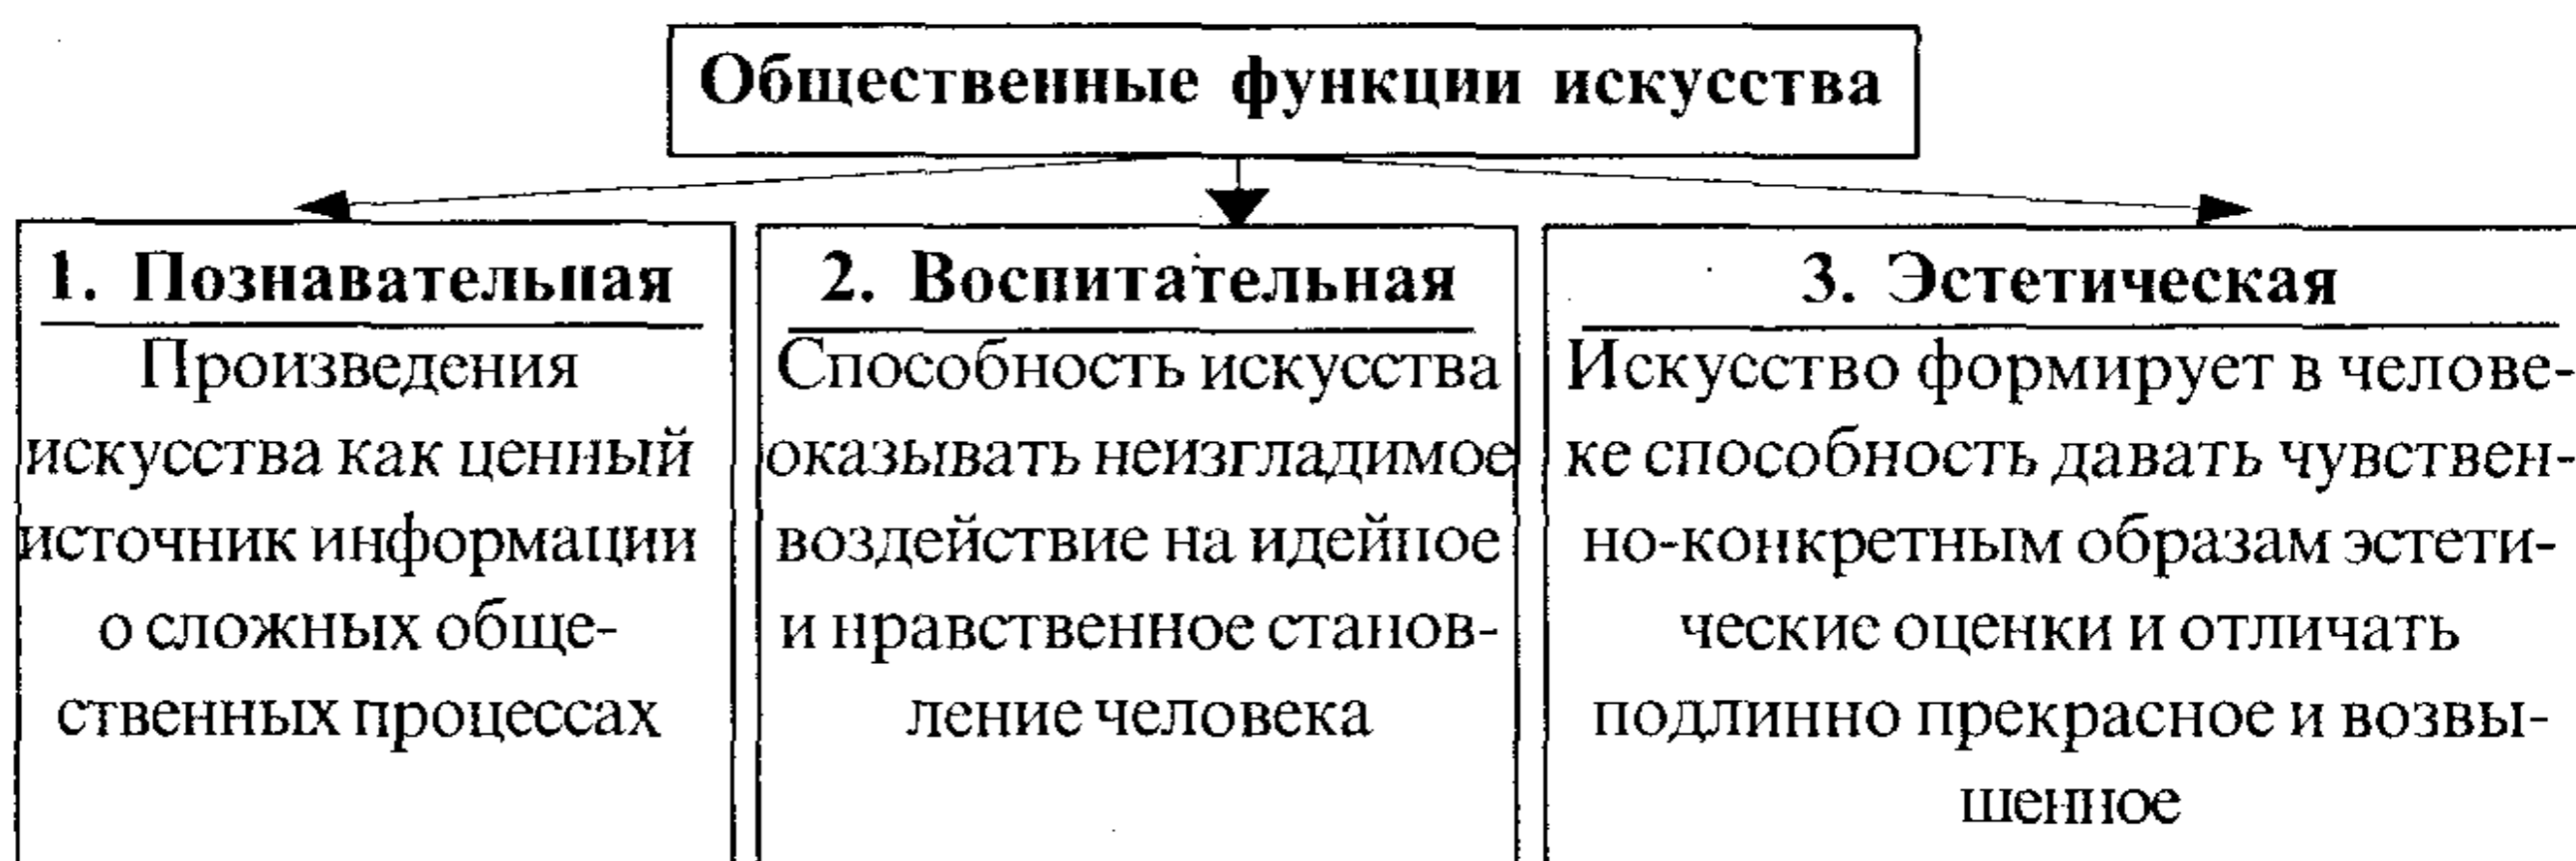 Общественные функции искусства
1. Познавательная
Произведения
искусства как ценный
источник информации
о сложных обще-
ственных процессах
2. Воспитательная
Способность искусства
оказывать неизгладимое
воздействие на идейное
и нравственное станов-
ление человека
3. Эстетическая
Искусство формирует в челове-
ке способность давать чувствен-
но-конкретным образам эстети-
ческие оценки и отличать
подлинно прекрасное и возвы-
шенное